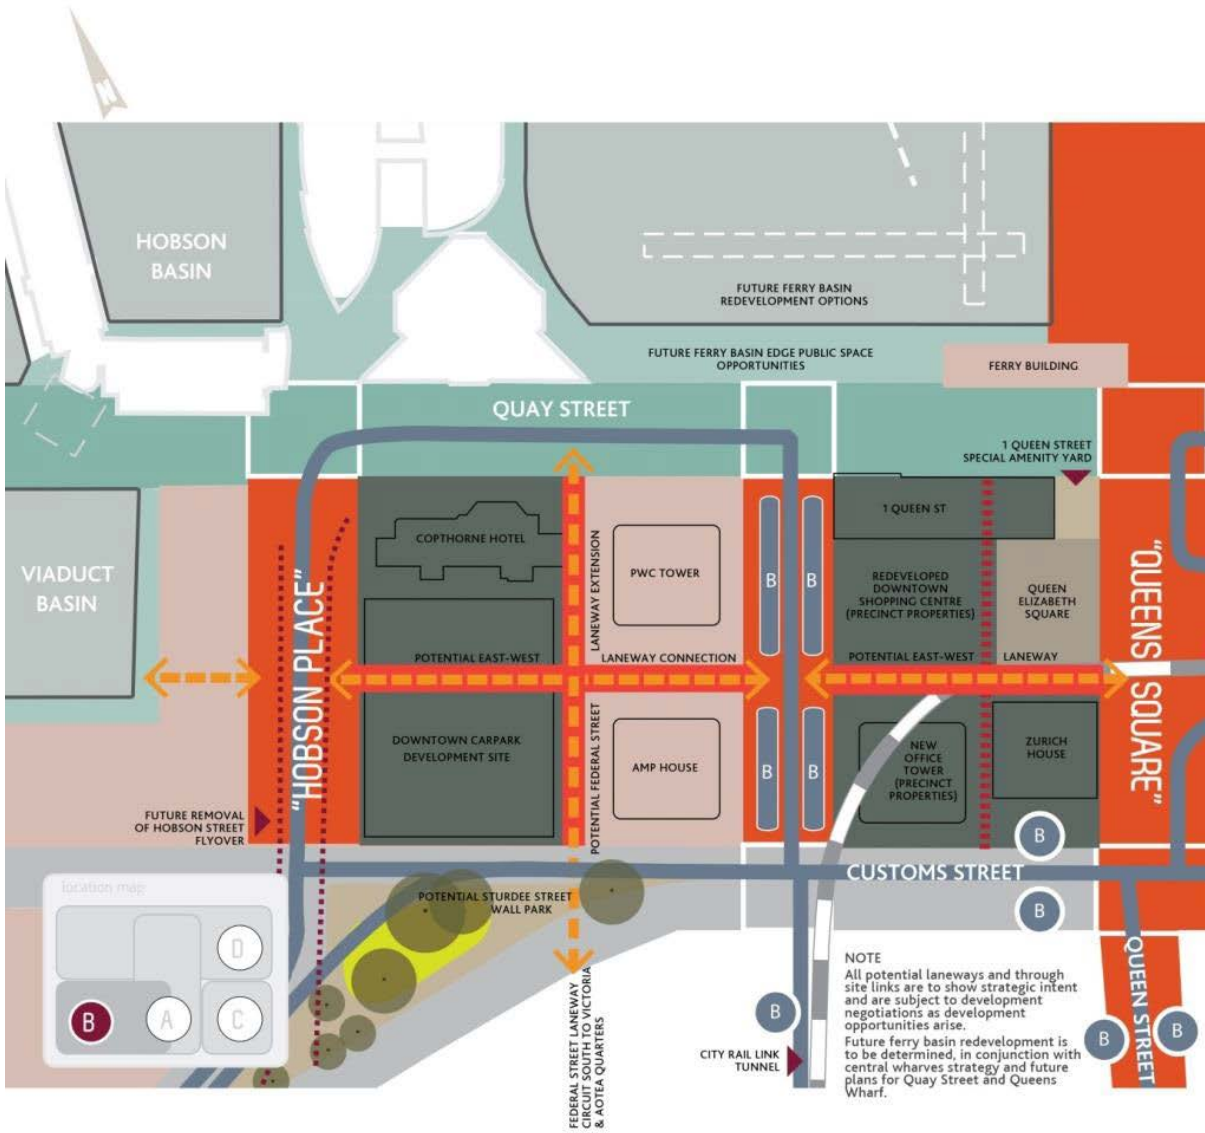 N
HOBSON
BASIN
FUTURE FERRY BASIN
REDEVELOPMENT OPTIONS
FUTURE FERRY BASIN EDGE PUBLIC SPACE
OPPORTUNITIES
FERRY BUILDING
QUAY STREET
1 QUEEN STREET
SPECIAL AMENITY YARD
1 QUEEN ST
COPTHORNE HOTEL
LANEWAY EXTENSION
PWC TOWER
B
B
VIADUCT
BASIN
"HOBSON PLACE"
REDEVELOPED
DOWNTOWN
SHOPPING CENTRE
(PRECINCT PROPERTIES)
QUEEN
ELIZABETH
SQUARE
"QUEENS SQUARE"
POTENTIAL EAST-WEST
LANEWAY CONNECTION
POTENTIAL EAST-WEST
LANEWAY
DOWNTOWN CARPARK
DEVELOPMENT SITE
POTENTIAL FEDERAL STREET
AMP HOUSE
B
B
NEW
OFFICE
TOWER
(PRECINCT
PROPERTIES)
ZURICH
HOUSE
FUTURE REMOVAL
OF HOBSON STREET
FLYOVER
B
CUSTOMS STREET
B
location map
D
B
A
C
POTENTIAL STURDEE STREET
WALL PARK
FEDERAL STREET LANEWAY
CIRCUIT SOUTH TO VICTORIA
& AOTEA QUARTERS
B
CITY RAIL LINK
TUNNEL
NOTE
All potential laneways and through
site links are to show strategic intent
and are subject to development
negotiations as development
opportunities arise.
Future ferry basin redevelopment is
to be determined, in conjunction with
central wharves strategy and future
plans for Quay Street and Queens
Wharf.
QUEEN STREET
B
B